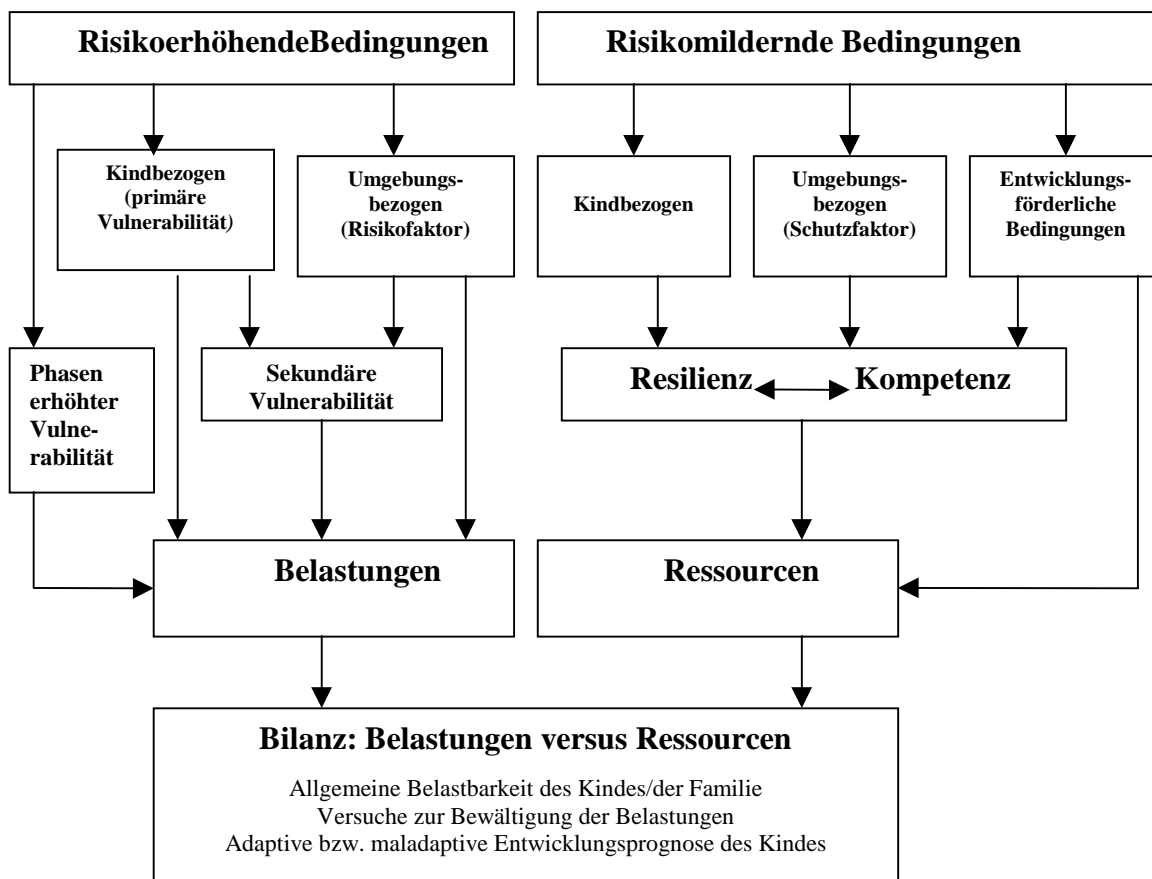 RisikoerhöhendeBedingungen
Risikomildernde Bedingungen
Kindbezogen
(primäre
Vulnerabilität)
Umgebungs-
bezogen
(Risikofaktor)
Kindbezogen
Umgebungs-
bezogen
(Schutzfaktor)
Entwicklungs-
förderliche
Bedingungen
Phasen
erhöhter
Vulne-
rabilität
Sekundäre
Vulnerabilität
Resilienz Kompetenz
Belastungen
Ressourcen
Bilanz: Belastungen versus Ressourcen
Allgemeine Belastbarkeit des Kindes/der Familie
Versuche zur Bewältigung der Belastungen
Adaptive bzw. maladaptive Entwicklungsprognose des Kindes